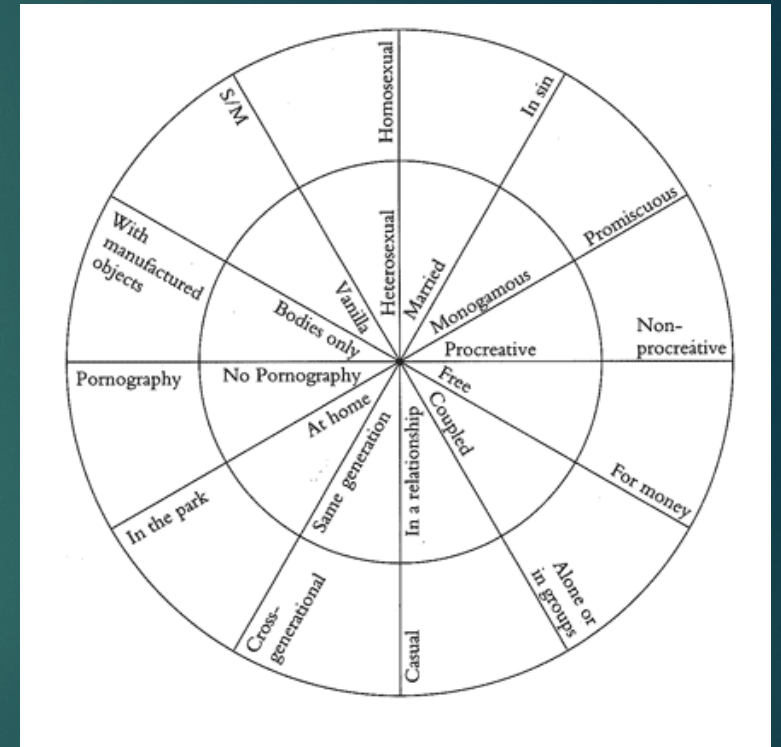 Homosexual
Heterosexual
In sin
Married
Promiscuous
Monogamous
Non-
procreative
Procreative
For money
Free
Alone or
in groups
Coupled
Casual
In a relationship
Cross-
generational
Same generation
In the park
At home
Pornography
No Pornography
With
manufactured
objects
Bodies only
S/M
Vanilla